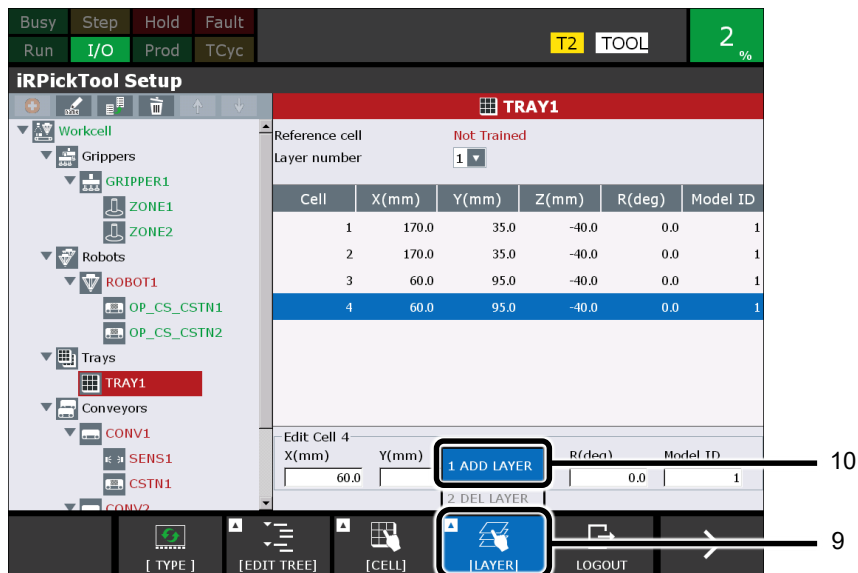 Busy Step Hold Fault
Run I/O Prod TCyc T2 TOOL 2 %
iRPickTool Setup
TRAY1
Workcell
Grippers
GRIPPER1
ZONE1
ZONE2
Robots
ROBOT1
OP_CS_CSTN1
OP_CS_CSTN2
Trays
TRAY1
Conveyors
CONV1
SENS1
CSTN1
CONV2
Reference cell Not Trained
Layer number 1
Cell X(mm) Y(mm) Z(mm) R(deg) Model ID
1 170.0 35.0 -40.0 0.0 1
2 170.0 35.0 -40.0 0.0 1
3 60.0 95.0 -40.0 0.0 1
4 60.0 95.0 -40.0 0.0 1
Edit Cell 4
X(mm) Y(mm) R(deg) Model ID
60.0 0.0 1
1 ADD LAYER
2 DEL LAYER
10
9
[ TYPE ] [EDIT TREE] [CELL] [LAYER] LOGOUT >